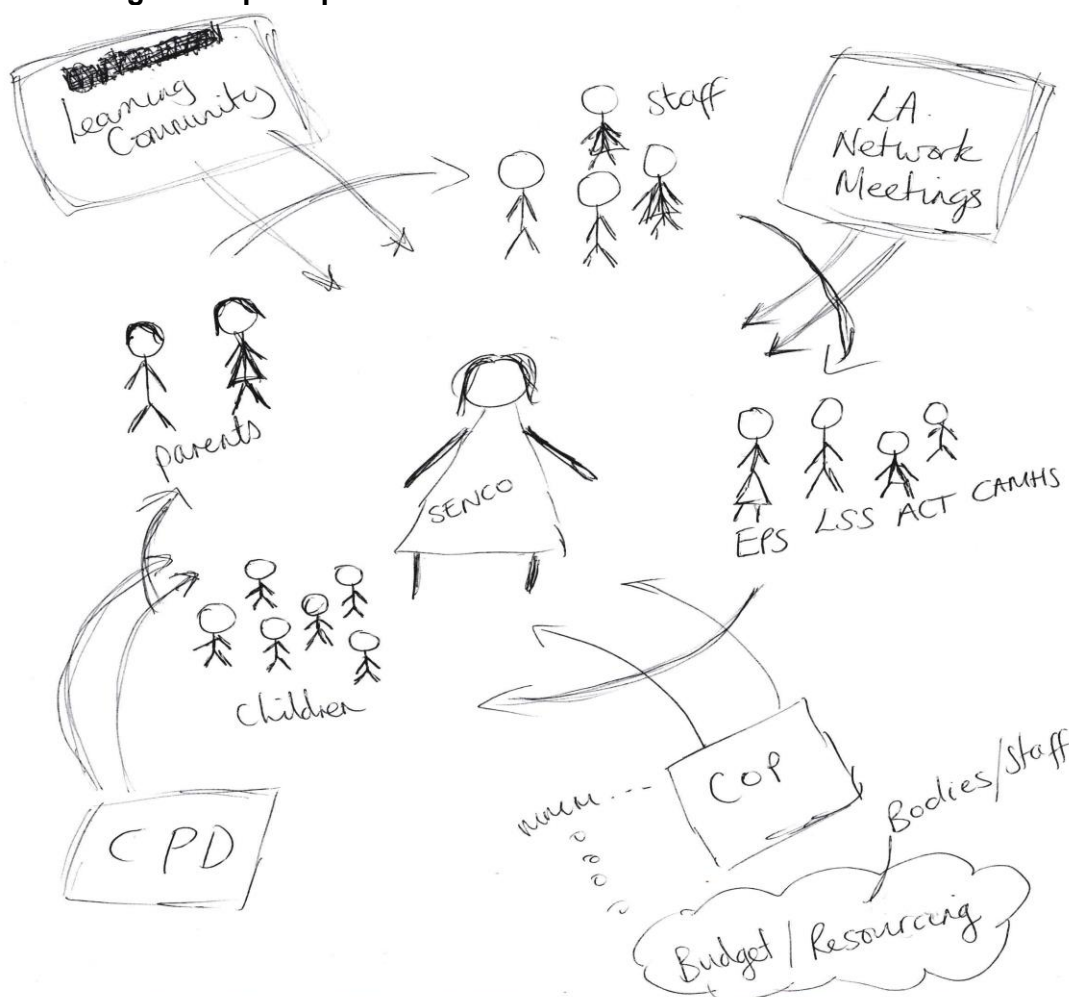 Learning
Community
staff
LA.
Network
Meetings
parents
SENCO
EPS LSS ACT CAMHS
Children
COP
CPD
Bodies/Staff
Budget / Resourcing